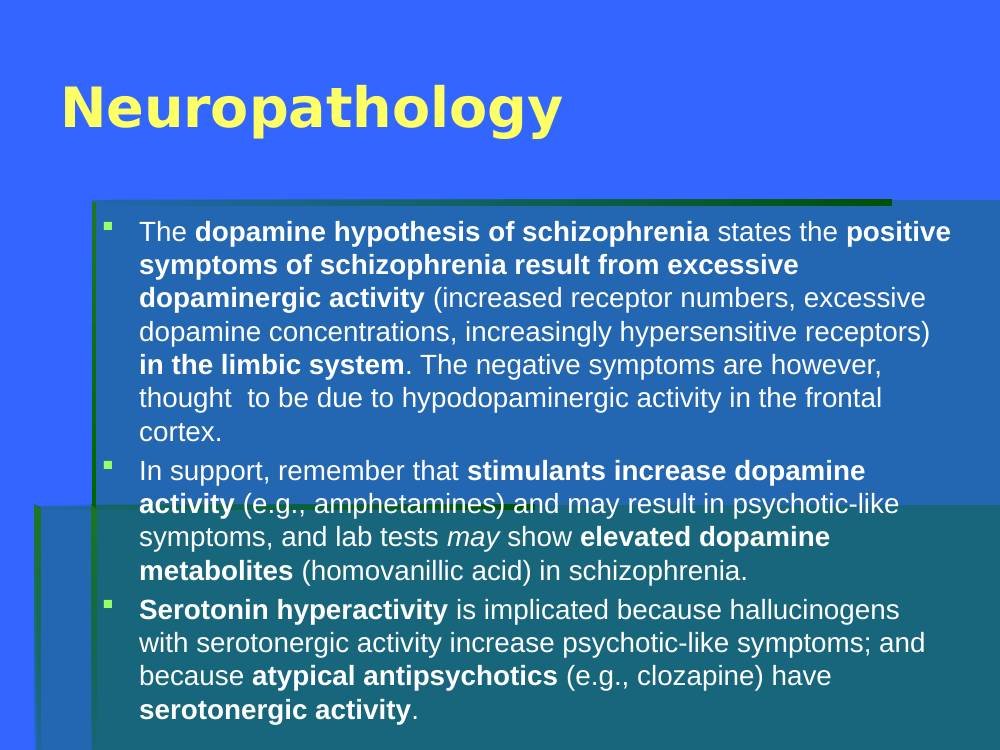 Neuropathology
The dopamine hypothesis of schizophrenia states the positive
symptoms of schizophrenia result from excessive
dopaminergic activity (increased receptor numbers, excessive
dopamine concentrations, increasingly hypersensitive receptors)
in the limbic system. The negative symptoms are however,
thought  to be due to hypodopaminergic activity in the frontal
cortex.
In support, remember that stimulants increase dopamine
activity (e.g., amphetamines) and may result in psychotic-like
symptoms, and lab tests may show elevated dopamine
metabolites (homovanillic acid) in schizophrenia.
Serotonin hyperactivity is implicated because hallucinogens
with serotonergic activity increase psychotic-like symptoms; and
because atypical antipsychotics (e.g., clozapine) have
serotonergic activity.